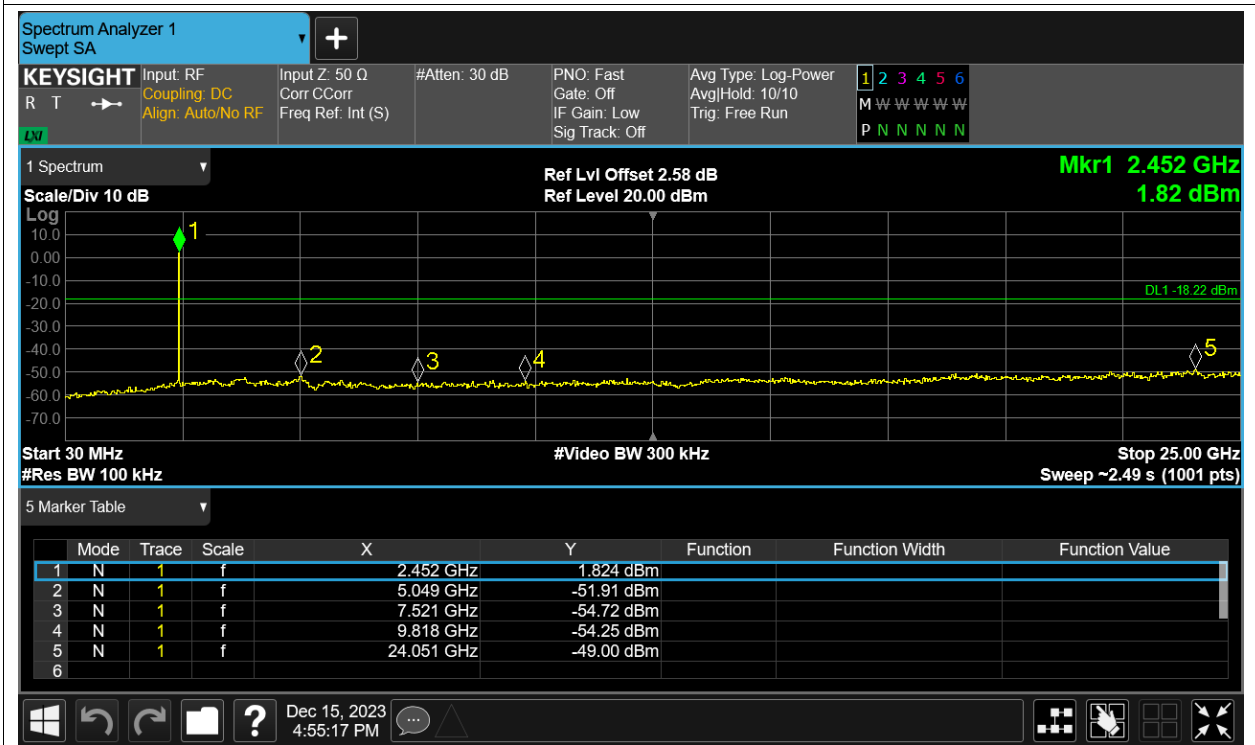 Spectrum Analyzer 1
Swept SA
+
KEYSIGHT Input: RF Input Z: 50 Ω #Atten: 30 dB PNO: Fast Avg Type: Log-Power 1 2 3 4 5 6
R T Coupling: DC Corr CCorr Gate: Off Avg|Hold: 10/10 M W W W W W
Align: Auto/No RF Freq Ref: Int (S) IF Gain: Low Trig: Free Run
LXI Sig Track: Off P N N N N N
1 Spectrum Ref Lvl Offset 2.58 dB Mkr1 2.452 GHz
Scale/Div 10 dB Ref Level 20.00 dBm 1.82 dBm
Log
10.0 1
0.00
-10.0
DL1 -18.22 dBm
-20.0
-30.0
-40.0 2 3 4 5
-50.0
-60.0
-70.0
Start 30 MHz #Video BW 300 kHz Stop 25.00 GHz
#Res BW 100 kHz Sweep ~2.49 s (1001 pts)
5 Marker Table
Mode Trace Scale X Y Function Function Width Function Value
1 N 1 f 2.452 GHz 1.824 dBm
2 N 1 f 5.049 GHz -51.91 dBm
3 N 1 f 7.521 GHz -54.72 dBm
4 N 1 f 9.818 GHz -54.25 dBm
5 N 1 f 24.051 GHz -49.00 dBm
6
? Dec 15, 2023
4:55:17 PM